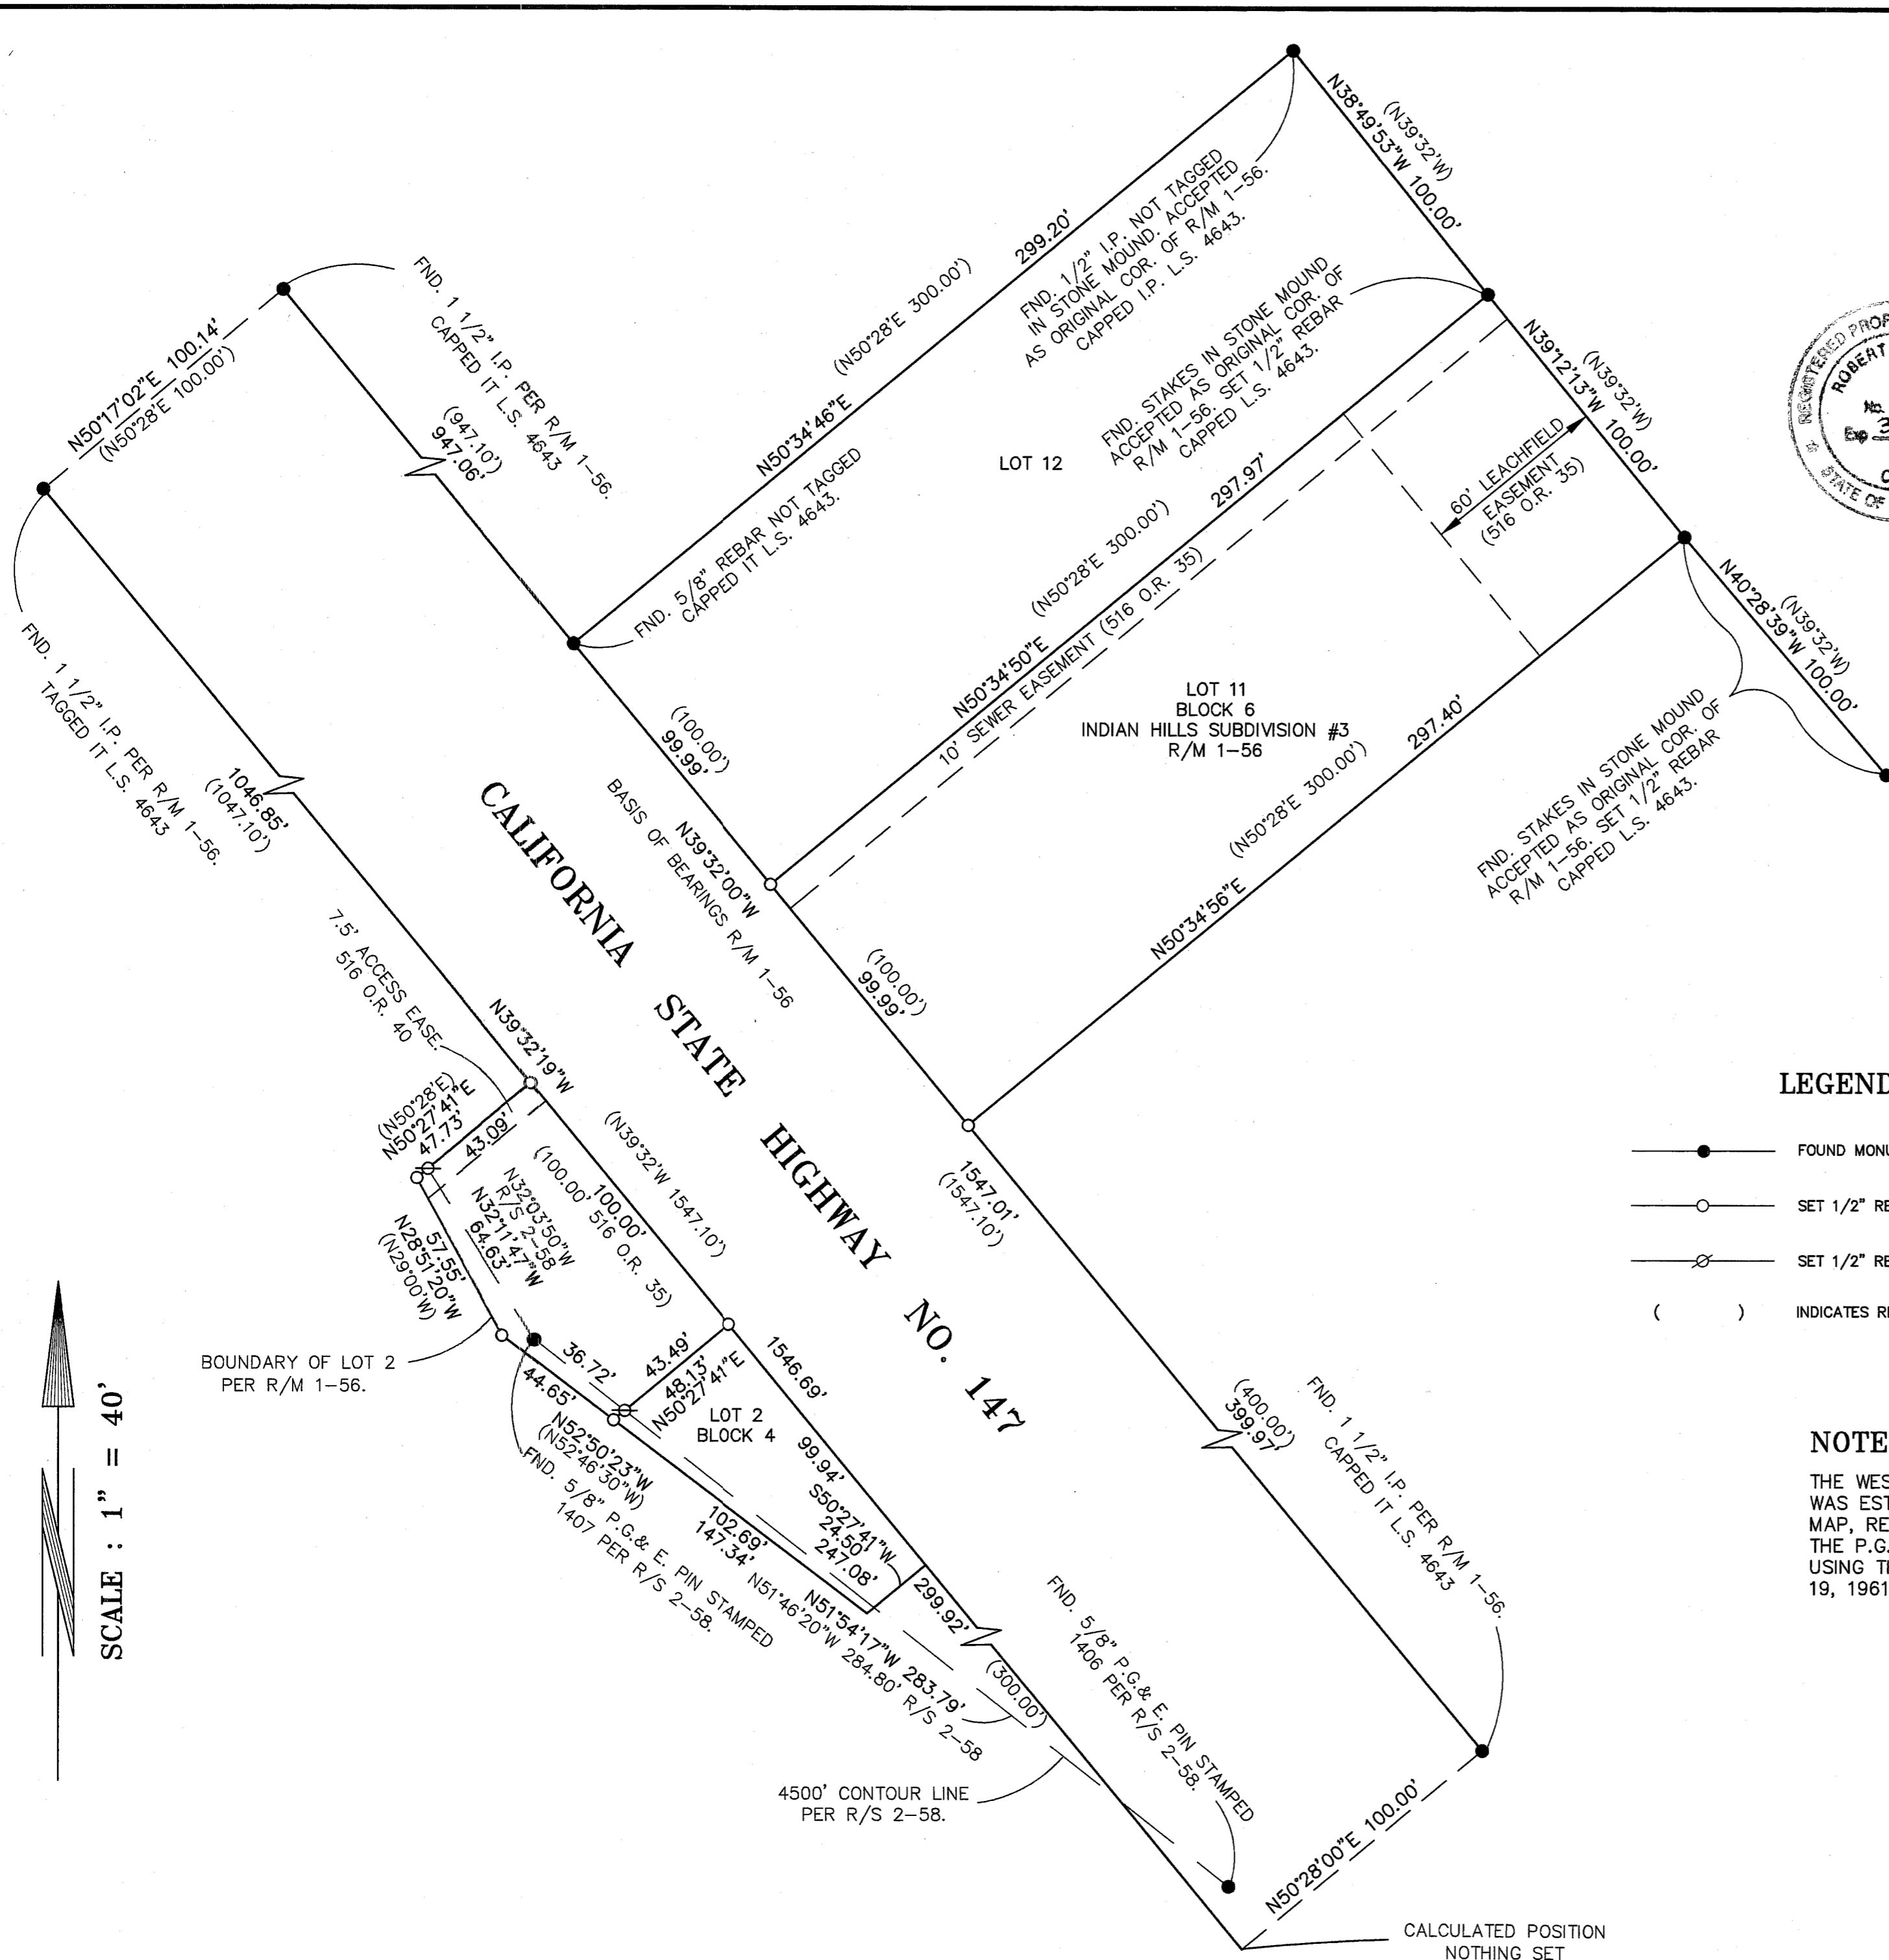 N38°49'53"W 100.00'
(N39°32'W)
299.20'
(N50°28'E 300.00')
N50°34'46"E
FND. 1/2" I.P. NOT TAGGED
IN STONE MOUND. ACCEPTED
AS ORIGINAL COR. OF R/M 1-56.
CAPPED I.P. L.S. 4643.
FND. 1 1/2" I.P. PER R/M 1-56.
CAPPED IT L.S. 4643
N50°17'02"E 100.14'
(N50°28'E 100.00')
(947.10')
947.06'
FND. STAKES IN STONE MOUND
ACCEPTED AS ORIGINAL COR. OF
R/M 1-56. SET 1/2" REBAR
CAPPED L.S. 4643.
LOT 12
N39°12'13"W 100.00'
(N39°32'W)
REGISTERED PROF
ROBERT
STATE OF
60' LEACHFIELD
EASEMENT
(516 O.R. 35)
FND. 5/8" REBAR NOT TAGGED
CAPPED IT L.S. 4643.
297.97'
(N50°28'E 300.00')
N50°34'50"E
10' SEWER EASEMENT (516 O.R. 35)
FND. 1 1/2" I.P. PER R/M 1-56.
TAGGED IT L.S. 4643
N40°28'39"W 100.00'
(N39°32'W)
LOT 11
BLOCK 6
INDIAN HILLS SUBDIVISION #3
R/M 1-56
(100.00')
99.99'
297.40'
(N50°28'E 300.00')
N50°34'56"E
FND. STAKES IN STONE MOUND
ACCEPTED AS ORIGINAL COR. OF
R/M 1-56. SET 1/2" REBAR
CAPPED L.S. 4643.
1046.85'
(1047.10')
CALIFORNIA STATE HIGHWAY NO. 147
N39°32'00"W
BASIS OF BEARINGS R/M 1-56
(100.00')
99.99'
7.5' ACCESS EASE.
516 O.R. 40
N39°32'19"W
(N39°32'W 1547.10')
(N50°28'E)
N50°27'41"E
47.73'
43.09'
100.00'
(100.00' 516 O.R. 35)
N32°03'50"W
R/S 2-58
N32°11'47"W
64.63'
57.55'
N28°51'20"W
(N29°00'W)
1547.01'
(1547.10')
LEGEND
FOUND MONU
SET 1/2" RE
SET 1/2" RE
( ) INDICATES RE
BOUNDARY OF LOT 2
PER R/M 1-56.
36.72'
43.49'
48.13'
N50°27'41"E
1546.69'
44.65'
LOT 2
BLOCK 4
N52°50'23"W
(N52°46'30"W)
FND. 5/8" P.G.& E. PIN STAMPED
1407 PER R/S 2-58.
99.94'
S50°27'41"W
24.50'
247.08'
102.69'
147.34'
N51°54'17"W 283.79'
N51°46'20"W 284.80' R/S 2-58
299.92'
(300.00')
(400.00')
399.97'
FND. 1 1/2" I.P. PER R/M 1-56.
CAPPED IT L.S. 4643
NOTE
THE WES
WAS EST
MAP, RE
THE P.G.
USING TH
19, 1961
SCALE : 1" = 40'
FND. 5/8" P.G.& E. PIN STAMPED
1406 PER R/S 2-58.
4500' CONTOUR LINE
PER R/S 2-58.
N50°28'00"E 100.00'
CALCULATED POSITION
NOTHING SET